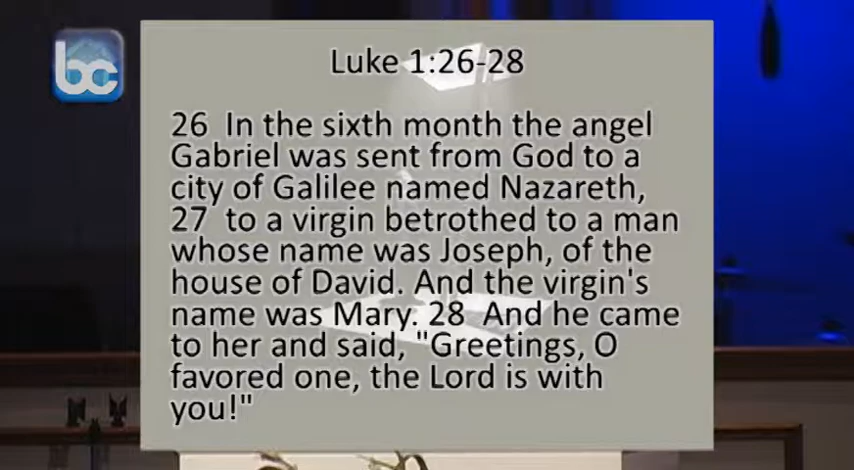 bc
Luke 1:26-28
26 In the sixth month the angel
Gabriel was sent from God to a
city of Galilee named Nazareth,
27 to a virgin betrothed to a man
whose name was Joseph, of the
house of David. And the virgin's
name was Mary. 28 And he came
to her and said, "Greetings, O
favored one, the Lord is with
you!"